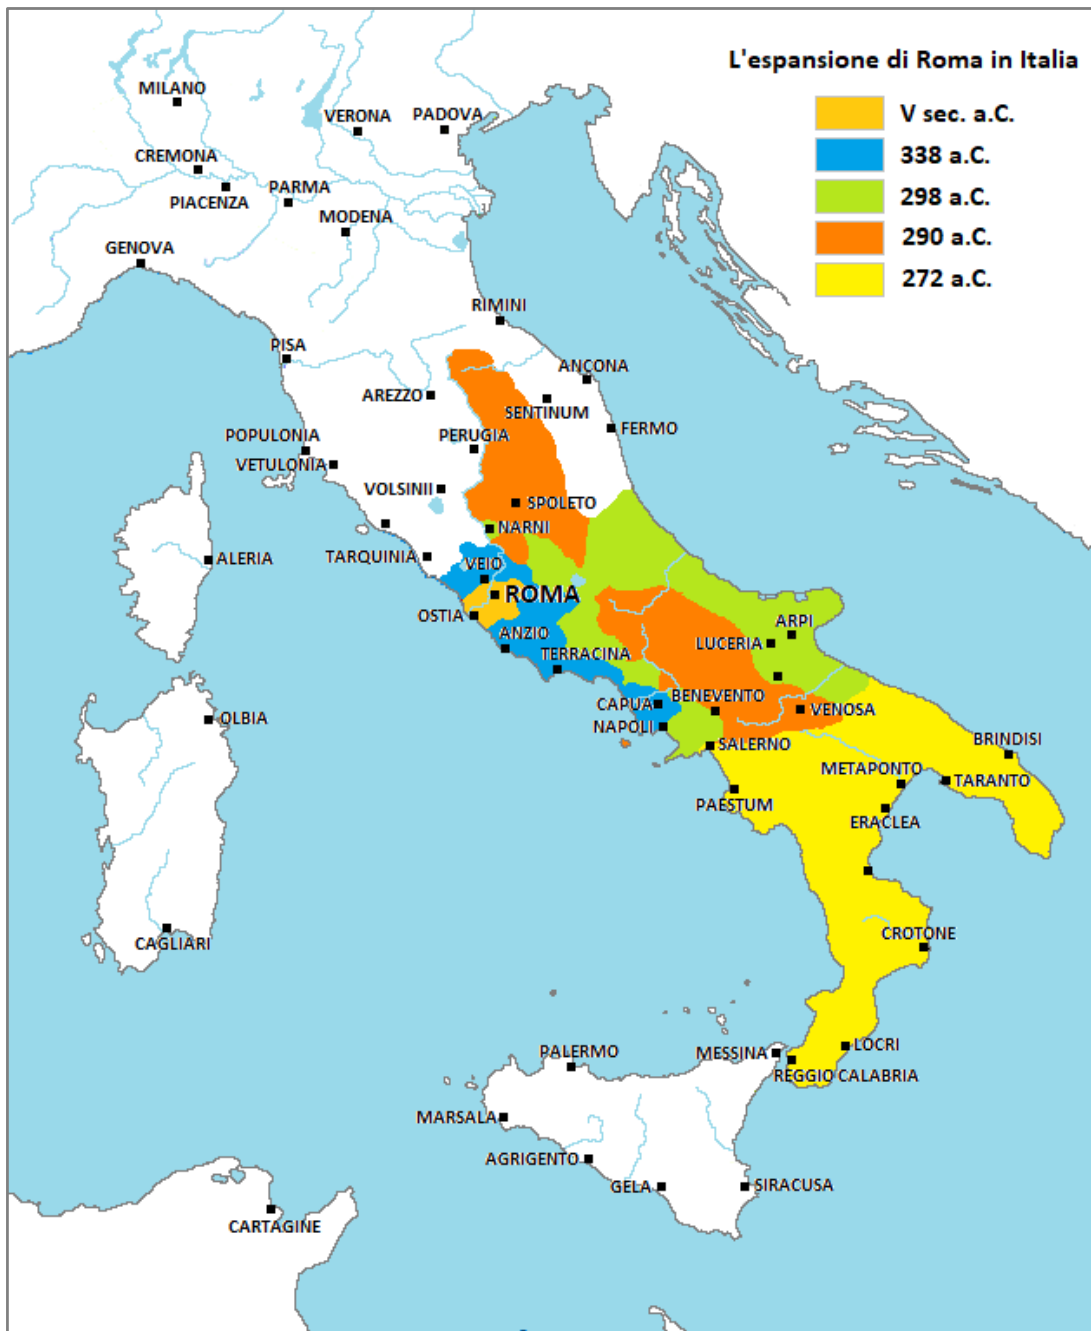 L'espansione di Roma in Italia
V sec. a.C.
338 a.C.
298 a.C.
290 a.C.
272 a.C.
MILANO
VERONA
PADOVA
CREMONA
PIACENZA
PARMA
MODENA
GENOVA
RIMINI
PISA
ANCONA
AREZZO
SENTINUM
FERMO
POPULONIA
PERUGIA
VETULONIA
VOLSINII
SPOLETO
NARNI
TARQUINIA
VEIO
ALERIA
ROMA
OSTIA
ANZIO
ARPI
LUCERIA
TERRACINA
CAPUA
BENEVENTO
VENOSA
NAPOLI
SALERNO
OLBIA
BRINDISI
METAPONTO
TARANTO
PAESTUM
ERACLEA
CROTONE
CAGLIARI
LOCRI
PALERMO
MESSINA
REGGIO CALABRIA
MARSALA
AGRIGENTO
GELA
SIRACUSA
CARTAGINE